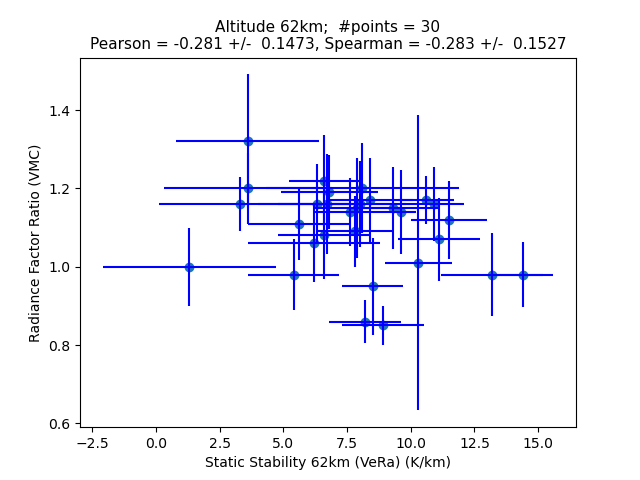 Altitude 62km;  #points = 30
Pearson = -0.281 +/-  0.1473, Spearman = -0.283 +/-  0.1527
Radiance Factor Ratio (VMC)
1.4
1.2
1.0
0.8
0.6
−2.5 0.0 2.5 5.0 7.5 10.0 12.5 15.0
Static Stability 62km (VeRa) (K/km)